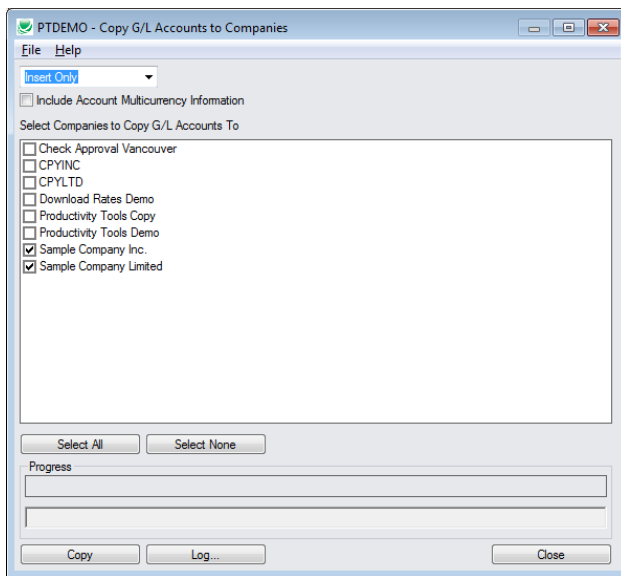 PTDEMO - Copy G/L Accounts to Companies
File Help
Insert Only
Include Account Multicurrency Information
Select Companies to Copy G/L Accounts To
Check Approval Vancouver
CPYINC
CPYLTD
Download Rates Demo
Productivity Tools Copy
Productivity Tools Demo
Sample Company Inc.
Sample Company Limited
Select All Select None
Progress
Copy Log... Close